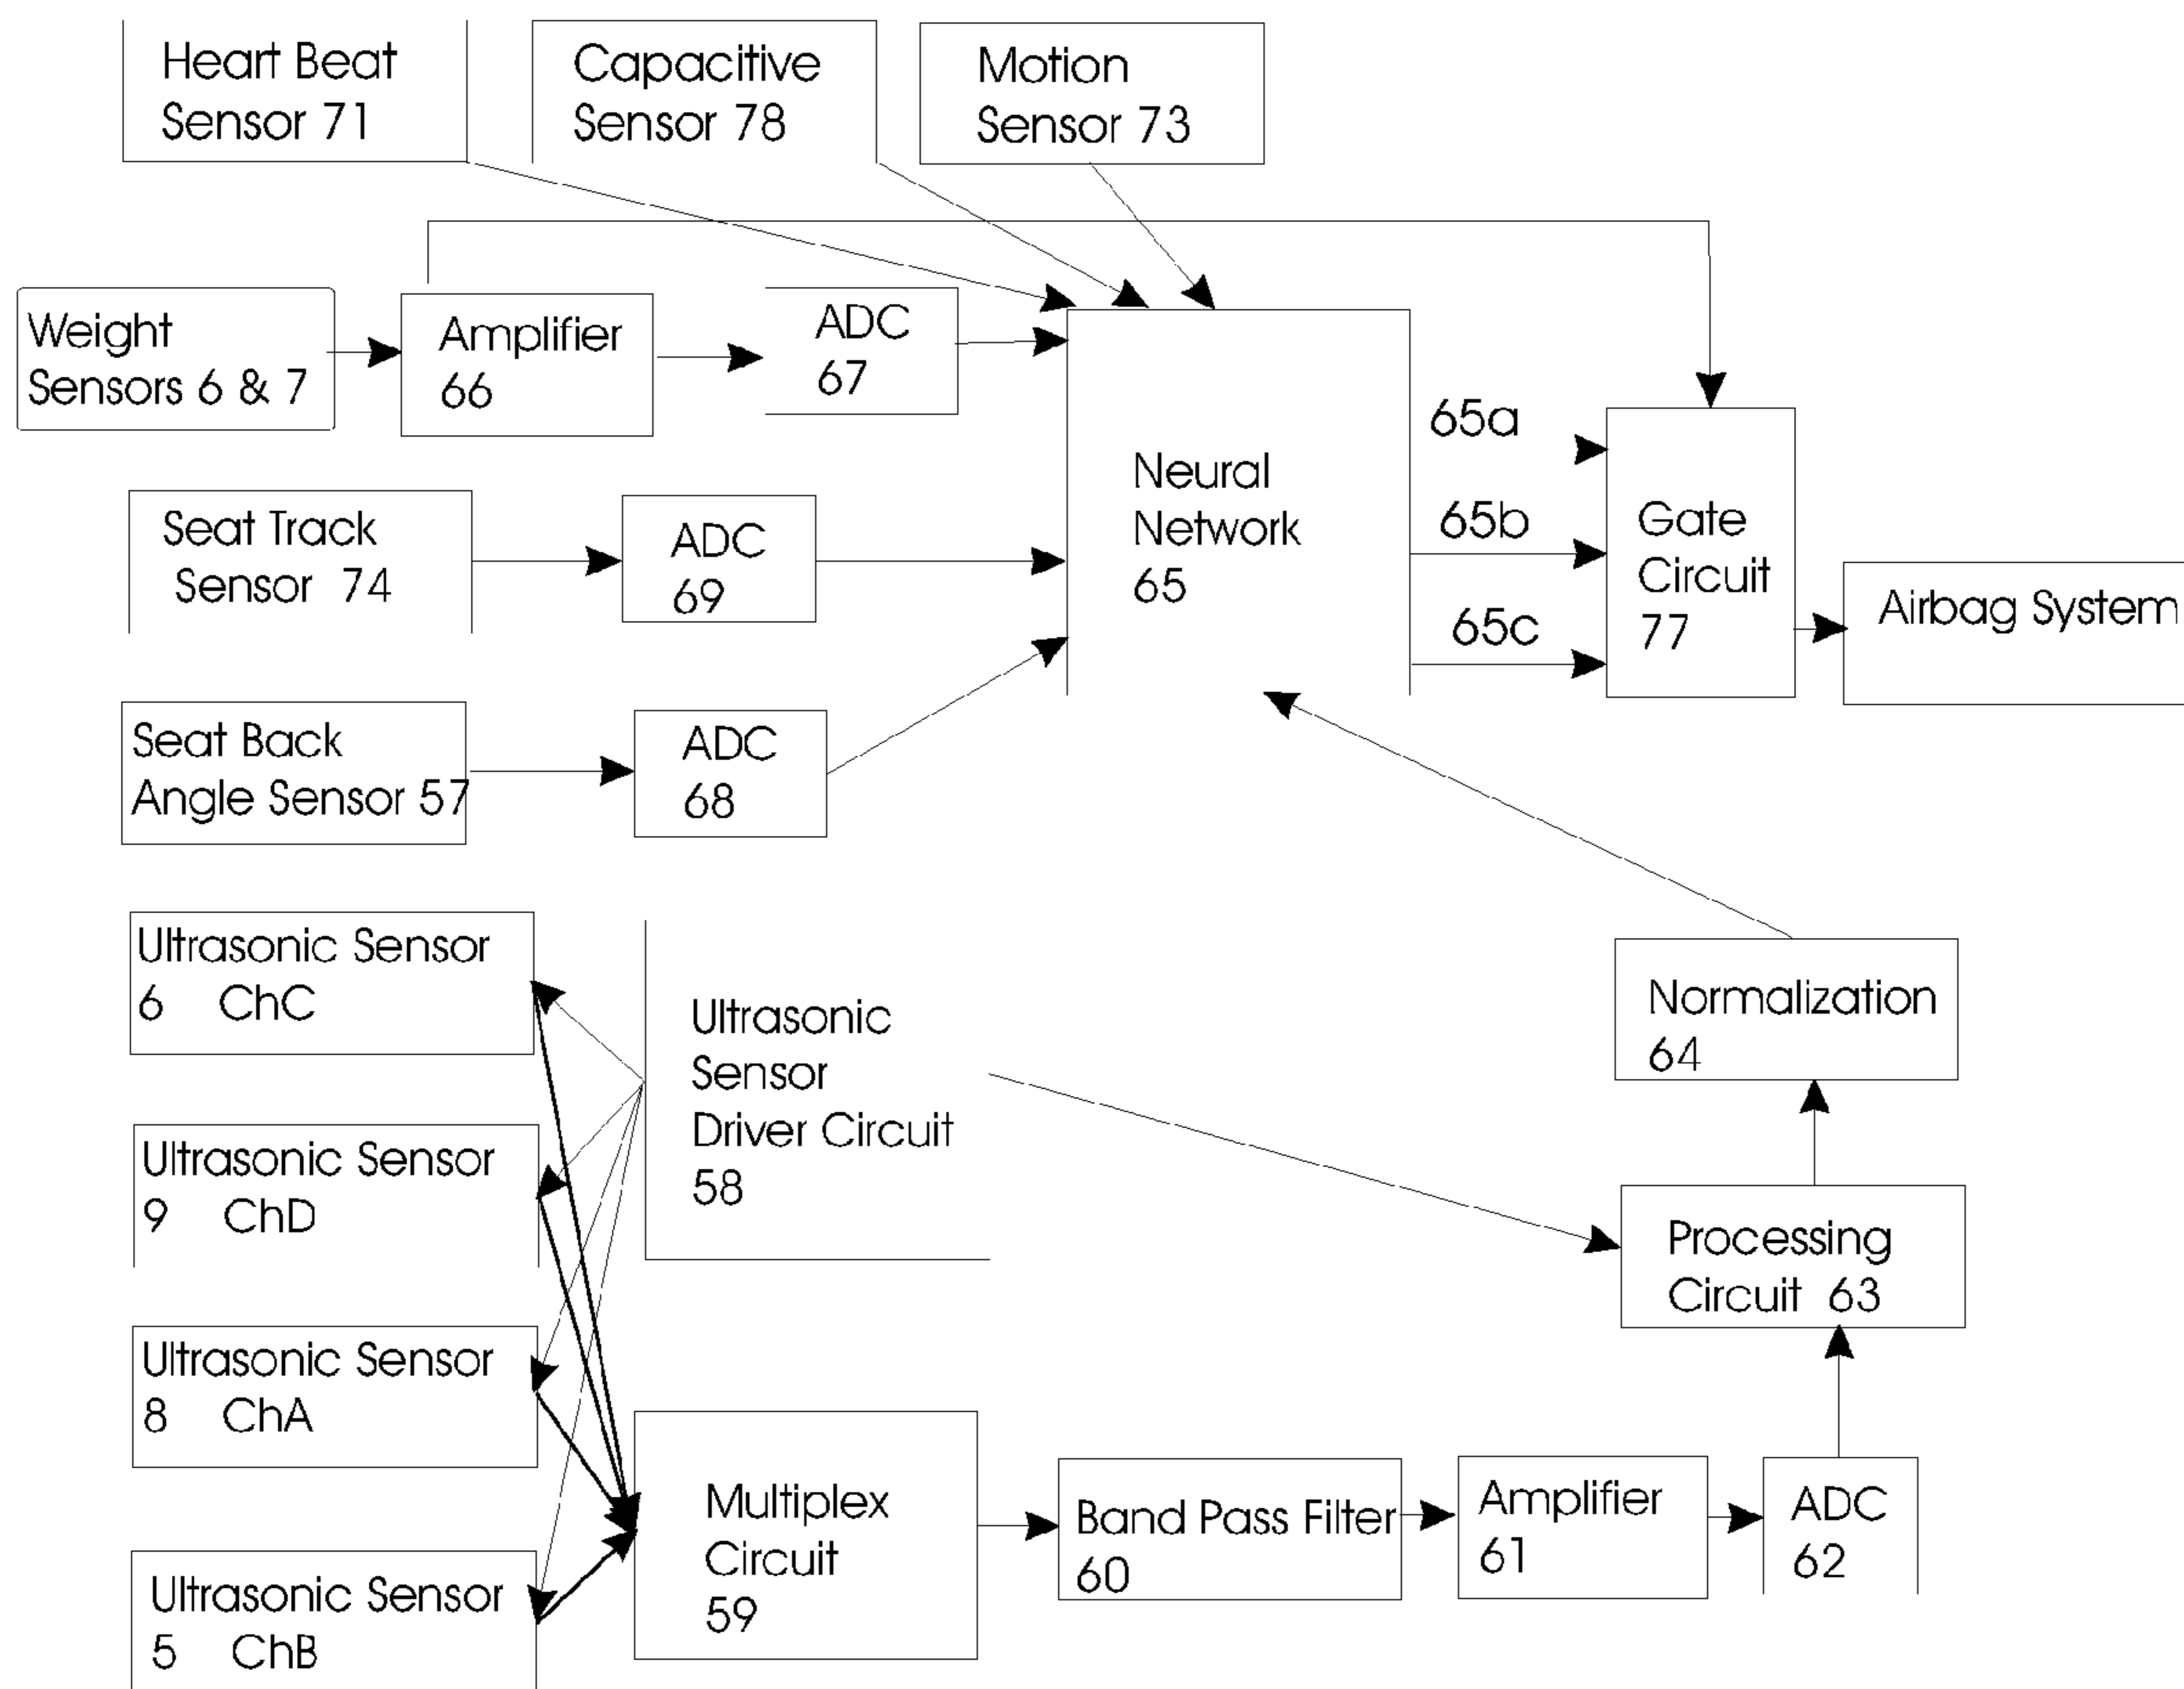 Heart Beat
Sensor 71
Capacitive
Sensor 78
Motion
Sensor 73
Weight
Sensors 6 & 7
Amplifier
66
ADC
67
Neural
Network
65
65a
65b
65c
Gate
Circuit
77
Airbag System
Seat Track
Sensor 74
ADC
69
Seat Back
Angle Sensor 57
ADC
68
Ultrasonic Sensor
6 ChC
Ultrasonic
Sensor
Driver Circuit
58
Normalization
64
Ultrasonic Sensor
9 ChD
Processing
Circuit 63
Ultrasonic Sensor
8 ChA
Ultrasonic Sensor
5 ChB
Multiplex
Circuit
59
Band Pass Filter
60
Amplifier
61
ADC
62